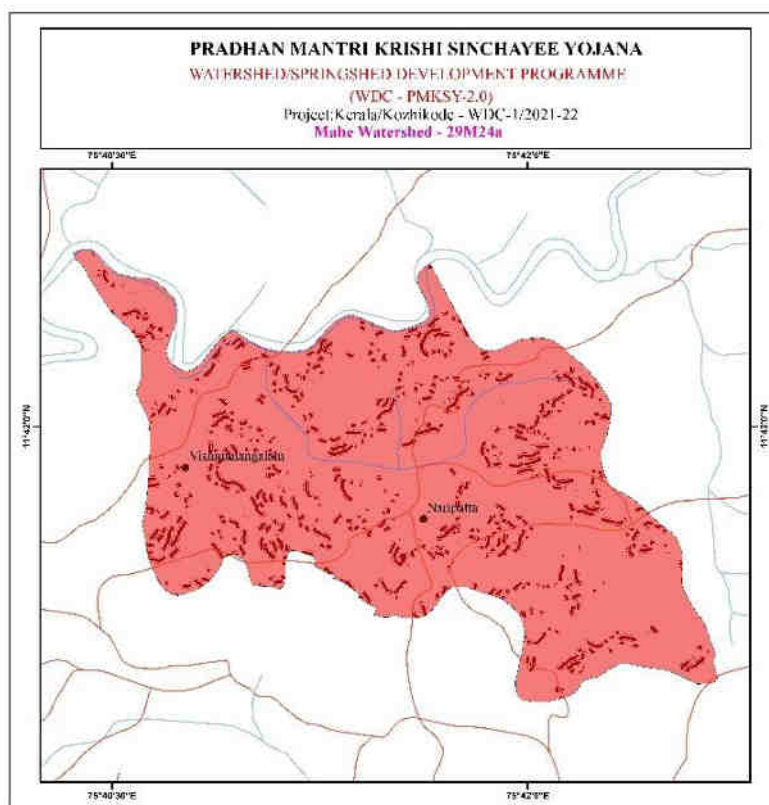 PRADHAN MANTRI KRISHI SINCHAYEE YOJANA
WATERSHED/SPRINGSHED DEVELOPMENT PROGRAMME
(WDC - PMKSY-2.0)
Project:Kerala/Kozhikode - WDC-1/2021-22
Mahe Watershed - 29M24a
75°40'30"E
75°42'0"E
11°42'0"N
11°42'0"N
Naripatta
75°40'30"E
75°42'0"E